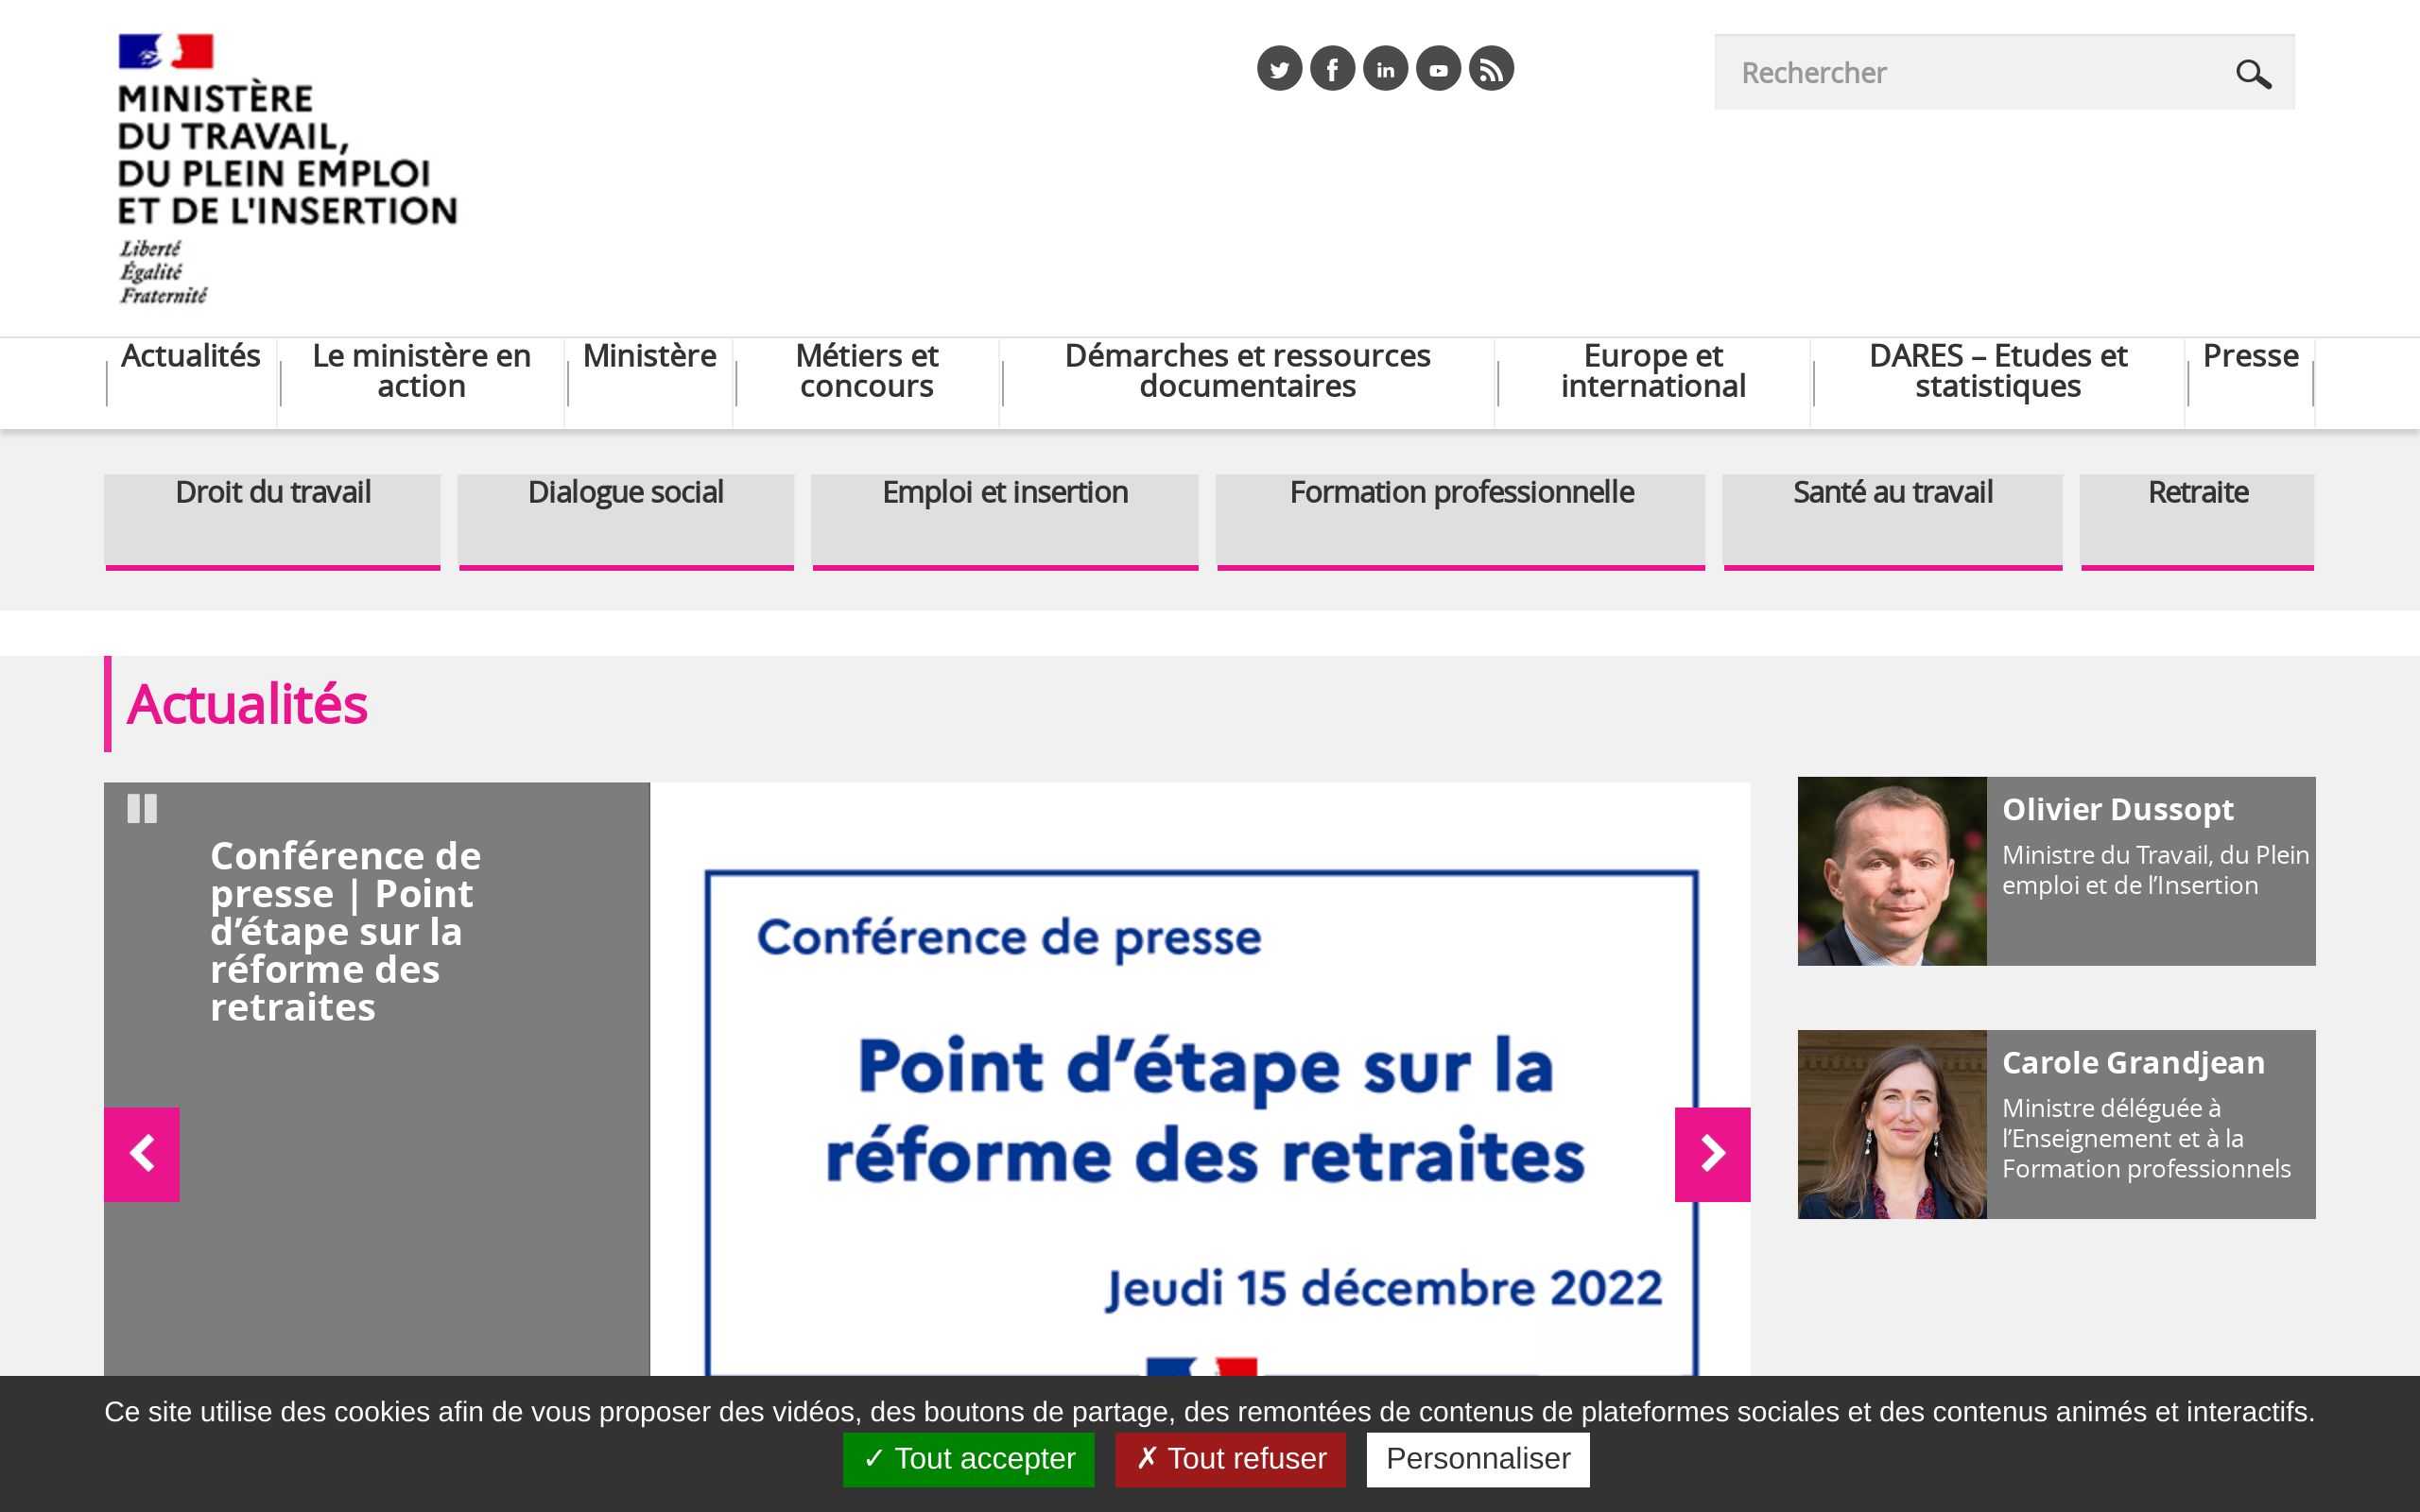 MINISTÈRE
DU TRAVAIL,
DU PLEIN EMPLOI
ET DE L'INSERTION
Liberté
Égalité
Fraternité
Rechercher
Actualités
Le ministère en
action
Ministère
Métiers et
concours
Démarches et ressources
documentaires
Europe et
international
DARES – Etudes et
statistiques
Presse
Droit du travail
Dialogue social
Emploi et insertion
Formation professionnelle
Santé au travail
Retraite
Actualités
Conférence de
presse | Point
d’étape sur la
réforme des
retraites
Conférence de presse
Point d’étape sur la
réforme des retraites
Jeudi 15 décembre 2022
Olivier Dussopt
Ministre du Travail, du Plein
emploi et de l’Insertion
Carole Grandjean
Ministre déléguée à
l’Enseignement et à la
Formation professionnels
Ce site utilise des cookies afin de vous proposer des vidéos, des boutons de partage, des remontées de contenus de plateformes sociales et des contenus animés et interactifs.
✓ Tout accepter
✗ Tout refuser
Personnaliser